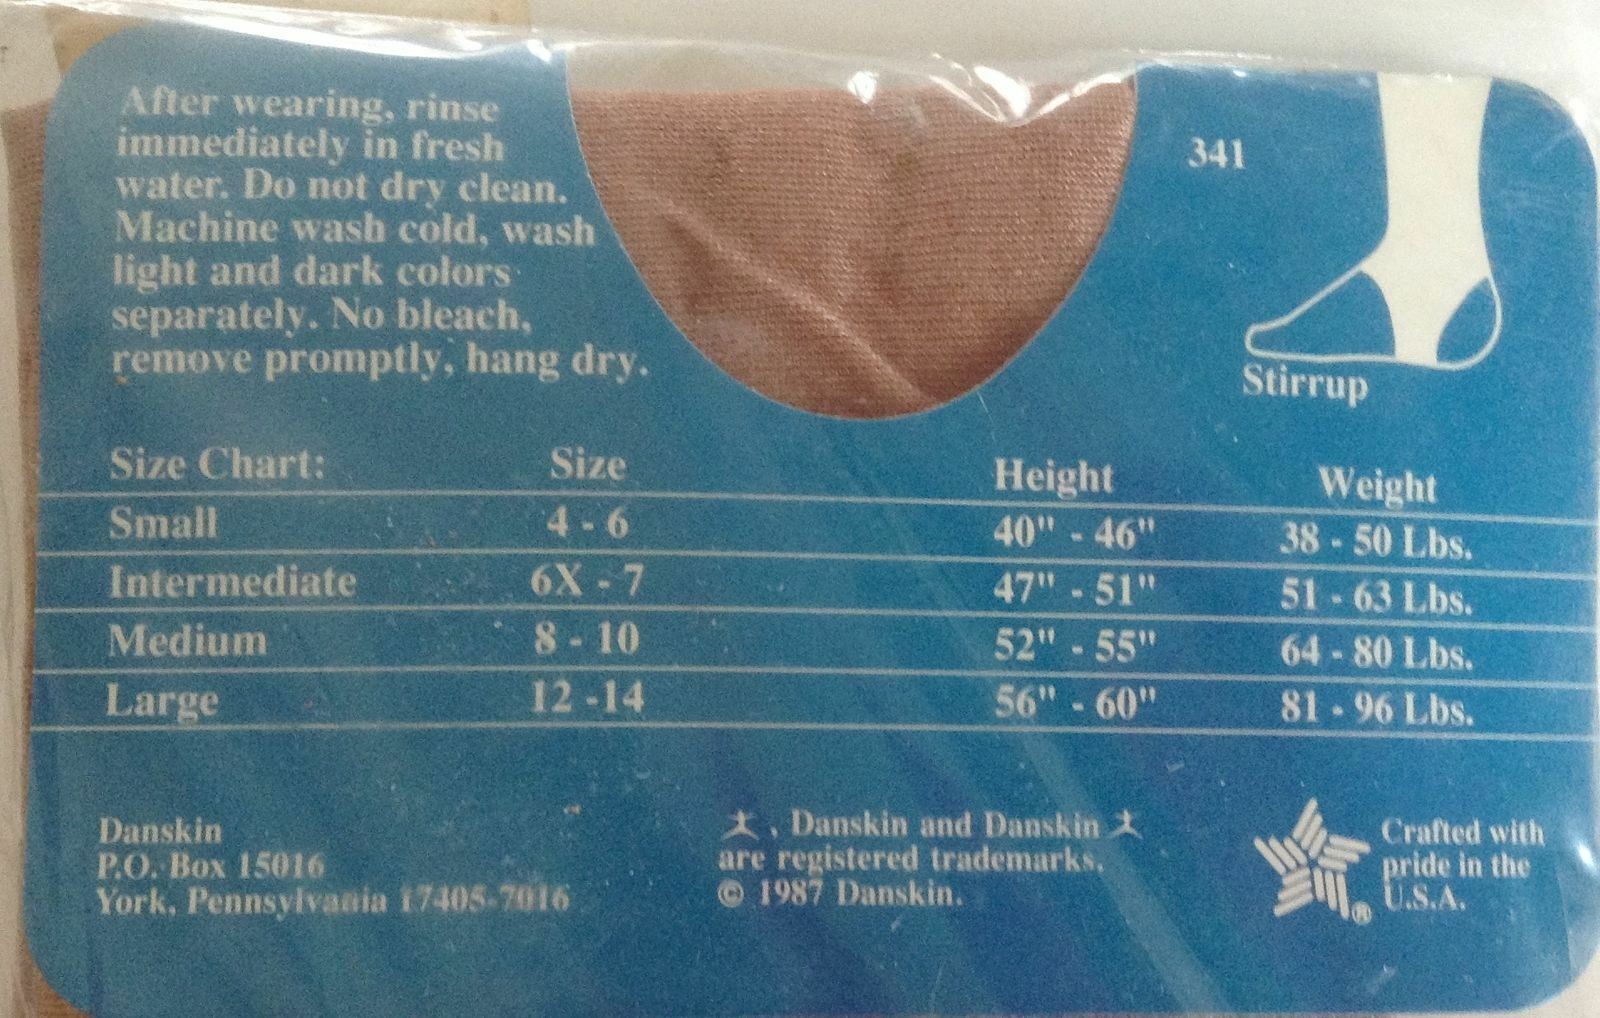 After wearing, rinse
immediately in fresh
water. Do not dry clean.
Machine wash cold, wash
light and dark colors
separately. No bleach,
remove promptly, hang dry.
341
Stirrup
Size Chart: Size Height Weight
Small 4 - 6 40" - 46" 38 - 50 Lbs.
Intermediate 6X - 7 47" - 51" 51 - 63 Lbs.
Medium 8 - 10 52" - 55" 64 - 80 Lbs.
Large 12 -14 56" - 60" 81 - 96 Lbs.
Danskin
P.O. Box 15016
York, Pennsylvania 17405-7016
, Danskin and Danskin
are registered trademarks.
© 1987 Danskin.
®
Crafted with
pride in the
U.S.A.